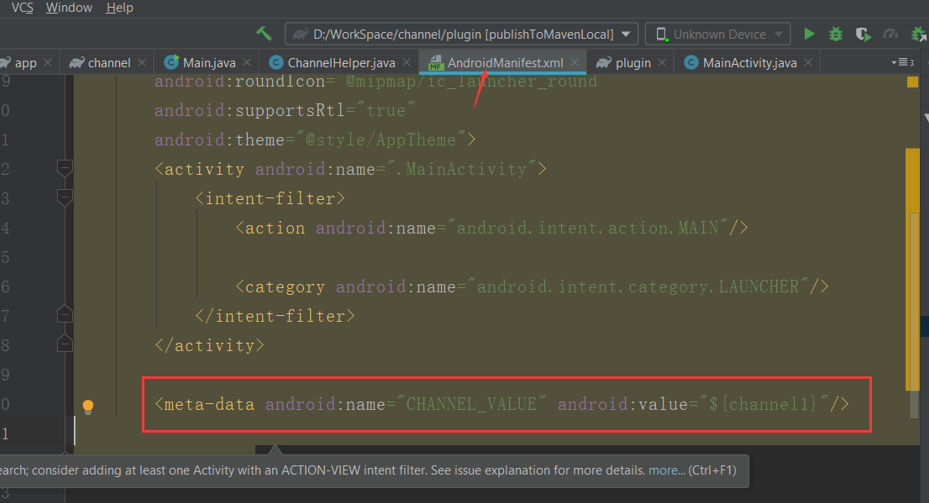 VCS Window Help
D:/WorkSpace/channel/plugin [publishToMavenLocal] Unknown Device
app channel Main.java ChannelHelper.java AndroidManifest.xml plugin MainActivity.java 3
9 android:roundIcon="@mipmap/ic_launcher_round
0 android:supportsRtl="true"
1 android:theme="@style/AppTheme">
2 <activity android:name=".MainActivity">
3 <intent-filter>
4 <action android:name="android.intent.action.MAIN"/>
5
6 <category android:name="android.intent.category.LAUNCHER"/>
7 </intent-filter>
8 </activity>
9
0 <meta-data android:name="CHANNEL_VALUE" android:value="${channel1}"/>
1
earch; consider adding at least one Activity with an ACTION-VIEW intent filter. See issue explanation for more details. more... (Ctrl+F1)
3